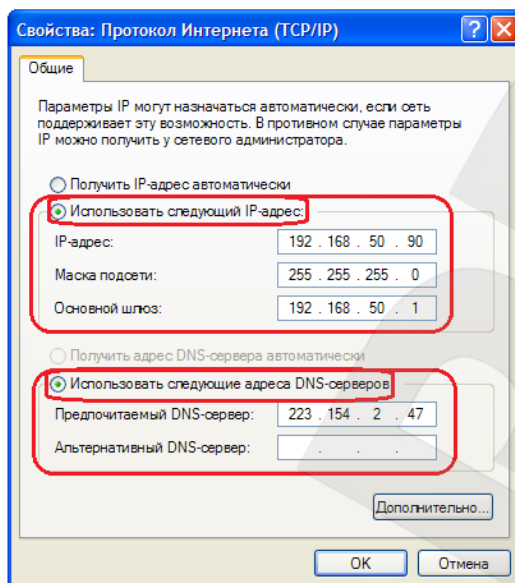 Свойства: Протокол Интернета (TCP/IP)
Общие
Параметры IP могут назначаться автоматически, если сеть
поддерживает эту возможность. В противном случае параметры
IP можно получить у сетевого администратора.
Получить IP-адрес автоматически
Использовать следующий IP-адрес:
IP-адрес: 192 . 168 . 50 . 90
Маска подсети: 255 . 255 . 255 . 0
Основной шлюз: 192 . 168 . 50 . 1
Получить адрес DNS-сервера автоматически
Использовать следующие адреса DNS-серверов
Предпочитаемый DNS-сервер: 223 . 154 . 2 . 47
Альтернативный DNS-сервер: . . .
Дополнительно...
OK Отмена